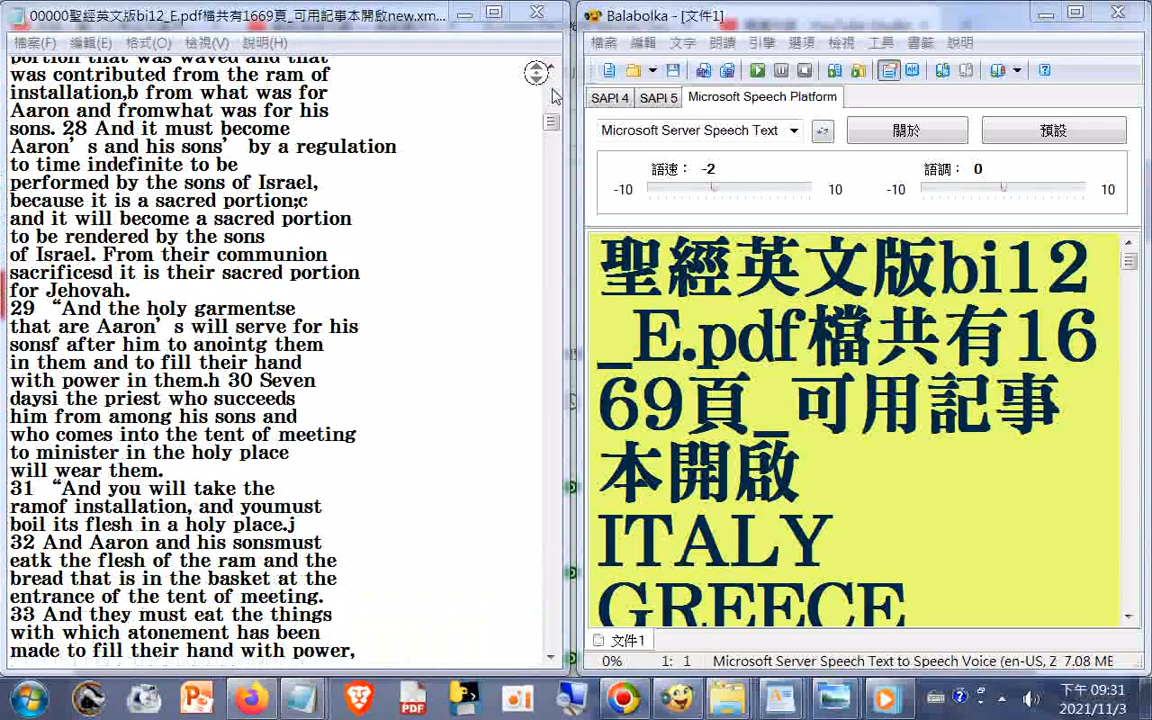 00000聖經英文版bi12_E.pdf檔共有1669頁_可用記事本開啟new.xm...
檔案(F) 編輯(E) 格式(O) 檢視(V) 說明(H)
portion that was waved and that
was contributed from the ram of
installation,b from what was for
Aaron and fromwhat was for his
sons. 28 And it must become
Aaron’s and his sons’ by a regulation
to time indefinite to be
performed by the sons of Israel,
because it is a sacred portion;c
and it will become a sacred portion
to be rendered by the sons
of Israel. From their communion
sacrificesd it is their sacred portion
for Jehovah.
29 “And the holy garmentse
that are Aaron’s will serve for his
sonsf after him to anointg them
in them and to fill their hand
with power in them.h 30 Seven
daysi the priest who succeeds
him from among his sons and
who comes into the tent of meeting
to minister in the holy place
will wear them.
31 “And you will take the
ramof installation, and youmust
boil its flesh in a holy place.j
32 And Aaron and his sonsmust
eatk the flesh of the ram and the
bread that is in the basket at the
entrance of the tent of meeting.
33 And they must eat the things
with which atonement has been
made to fill their hand with power,
Balabolka - [文件1]
檔案 編輯 文字 朗讀 引擎 選項 檢視 工具 書籤 說明
SAPI 4 SAPI 5 Microsoft Speech Platform
Microsoft Server Speech Text 關於 預設
語速: -2 語調: 0
-10 10 -10 10
聖經英文版bi12
_E.pdf檔共有16
69頁_可用記事
本開啟
ITALY
GREECE
文件1
0% 1: 1 Microsoft Server Speech Text to Speech Voice (en-US, Z 7.08 ME
PDF
下午 09:31
2021/11/3